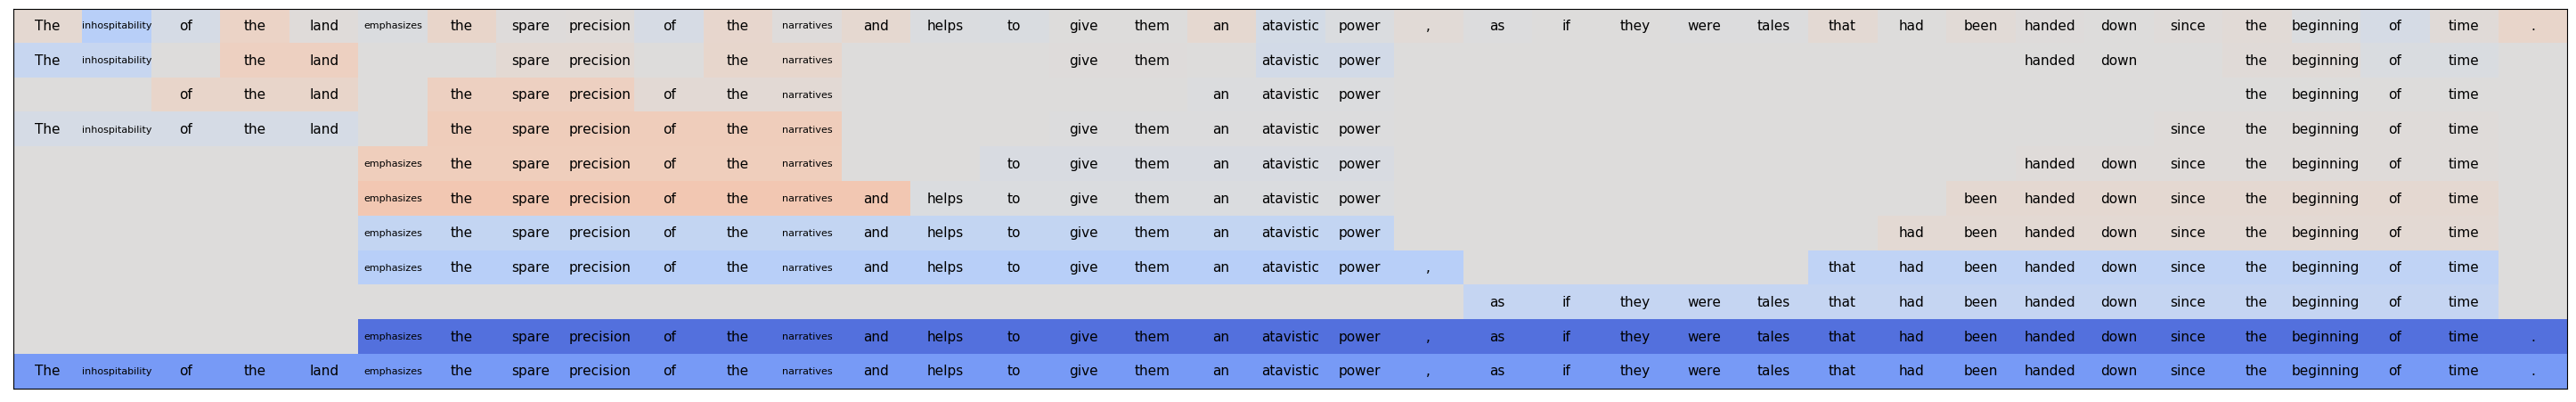 The inhospitability of the land emphasizes the spare precision of the narratives and helps to give them an atavistic power , as if they were tales that had been handed down since the beginning of time .
The inhospitability the land spare precision the narratives give them atavistic power handed down the beginning of time
of the land the spare precision of the narratives an atavistic power the beginning of time
The inhospitability of the land the spare precision of the narratives give them an atavistic power since the beginning of time
emphasizes the spare precision of the narratives to give them an atavistic power handed down since the beginning of time
emphasizes the spare precision of the narratives and helps to give them an atavistic power been handed down since the beginning of time
emphasizes the spare precision of the narratives and helps to give them an atavistic power had been handed down since the beginning of time
emphasizes the spare precision of the narratives and helps to give them an atavistic power , that had been handed down since the beginning of time
as if they were tales that had been handed down since the beginning of time
emphasizes the spare precision of the narratives and helps to give them an atavistic power , as if they were tales that had been handed down since the beginning of time .
The inhospitability of the land emphasizes the spare precision of the narratives and helps to give them an atavistic power , as if they were tales that had been handed down since the beginning of time .